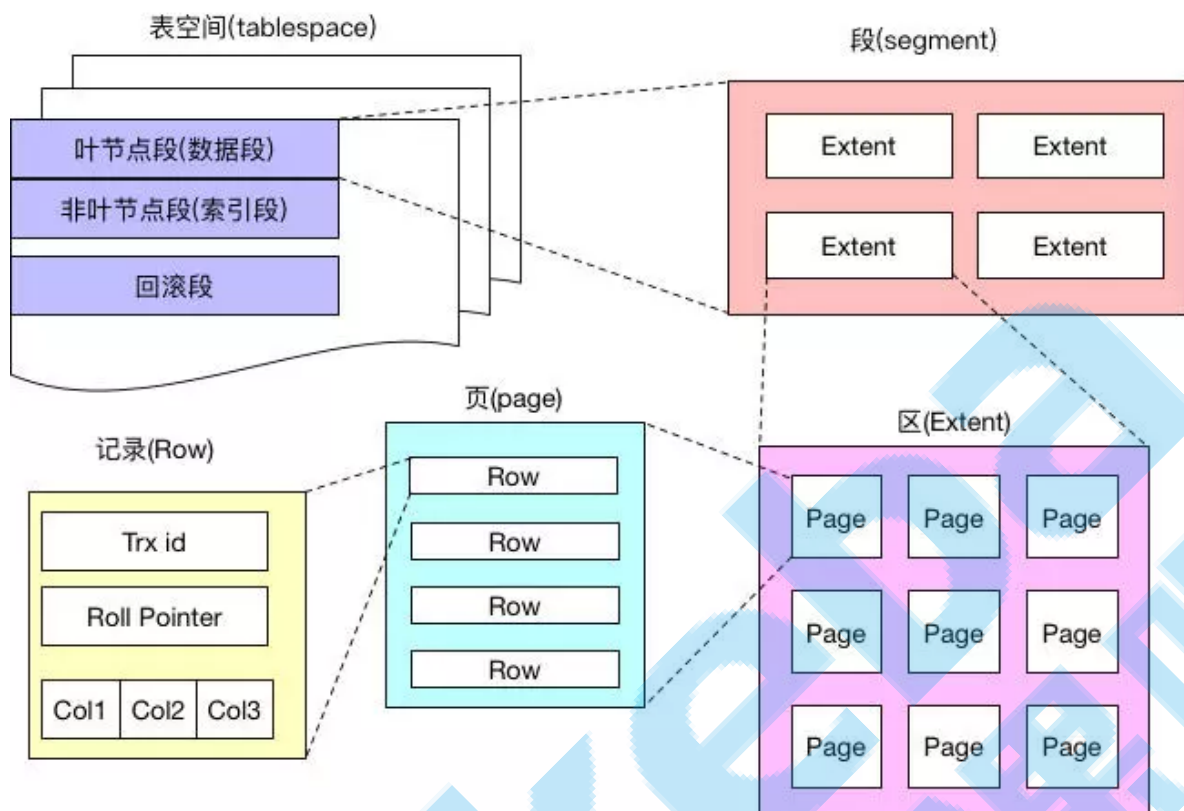 表空间(tablespace)
叶节点段(数据段)
非叶节点段(索引段)
回滚段
段(segment)
Extent Extent
Extent Extent
记录(Row)
Trx id
Roll Pointer
Col1 Col2 Col3
页(page)
Row
Row
Row
Row
区(Extent)
Page Page Page
Page Page Page
Page Page Page